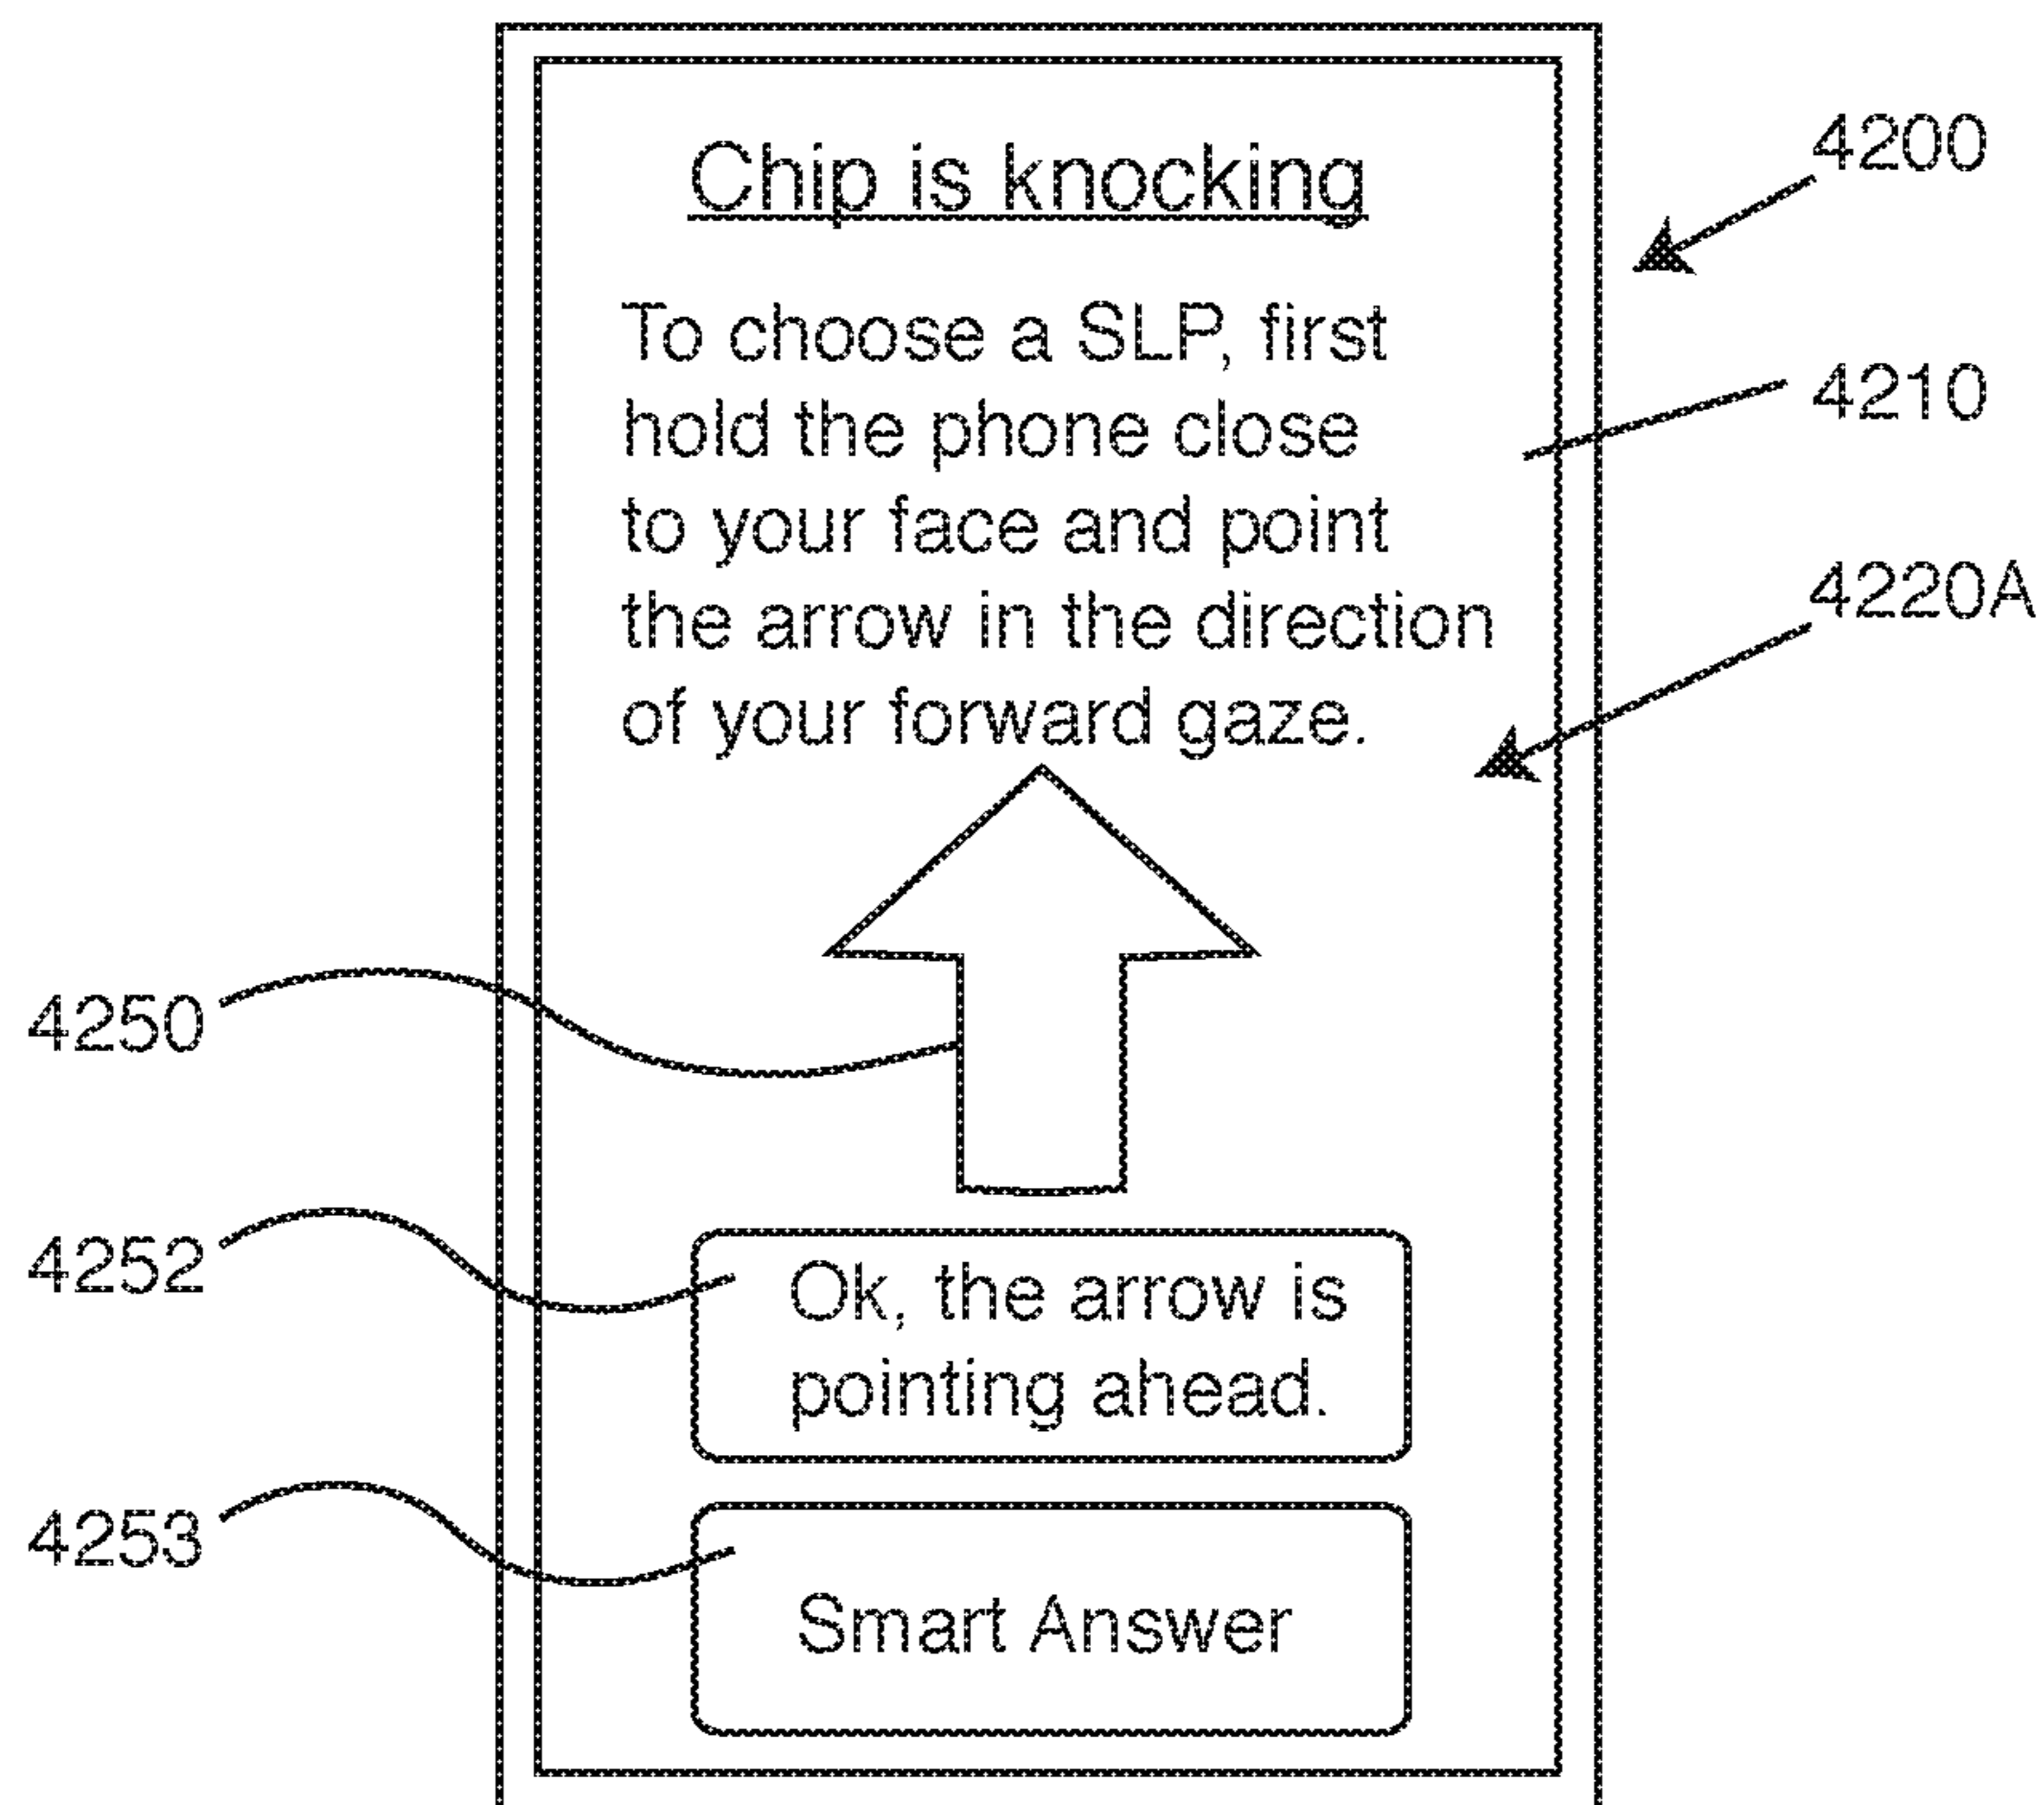 Chip is knocking
4200
To choose a SLP, first
hold the phone close
4210
to your face and point
the arrow in the direction
4220A
of your forward gaze.
4250
4252
Ok, the arrow is
pointing ahead.
4253
Smart Answer